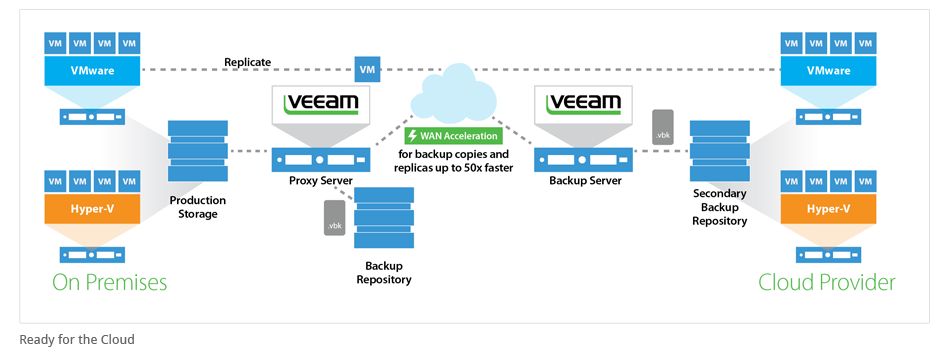 VM VM VM VM
VMware
Replicate
VM
VM VM VM VM
VMware
veeam
veeam
WAN Acceleration
for backup copies and
replicas up to 50x faster
.vbk
Proxy Server
Backup Server
VM VM VM VM
Hyper-V
Production
Storage
.vbk
Backup
Repository
Secondary
Backup
Repository
VM VM VM VM
Hyper-V
On Premises
Cloud Provider
Ready for the Cloud